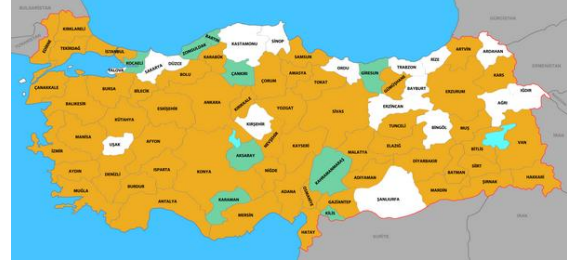 BULGARISTAN
GÜRCİSTAN
KIRKLARELİ
EDİRNE
TEKİRDAĞ
İSTANBUL
KOCAELİ
YALOVA
SAKARYA
DÜZCE
BOLU
ZONGULDAK
BARTIN
KARABÜK
KASTAMONU
SİNOP
ÇANKIRI
SAMSUN
ORDU
GİRESUN
TRABZON
RİZE
ARTVİN
ARDAHAN
KARS
IĞDIR
AĞRI
ÇANAKKALE
BALIKESİR
BURSA
BİLECİK
ESKİŞEHİR
ANKARA
KIRIKKALE
ÇORUM
AMASYA
TOKAT
YOZGAT
SİVAS
GÜMÜŞHANE
BAYBURT
ERZİNCAN
ERZURUM
KÜTAHYA
MANİSA
İZMİR
UŞAK
AFYON
KIRŞEHİR
NEVŞEHİR
AKSARAY
KAYSERİ
MALATYA
ELAZIĞ
TUNCELİ
BİNGÖL
MUŞ
BİTLİS
VAN
AYDIN
DENİZLİ
ISPARTA
BURDUR
MUĞLA
ANTALYA
KONYA
KARAMAN
MERSİN
NİĞDE
ADANA
OSMANİYE
KAHRAMANMARAŞ
ADIYAMAN
GAZİANTEP
KİLİS
HATAY
ŞANLIURFA
DİYARBAKIR
MARDİN
BATMAN
SİİRT
ŞIRNAK
HAKKARİ
İRAN
IRAK
SURİYE